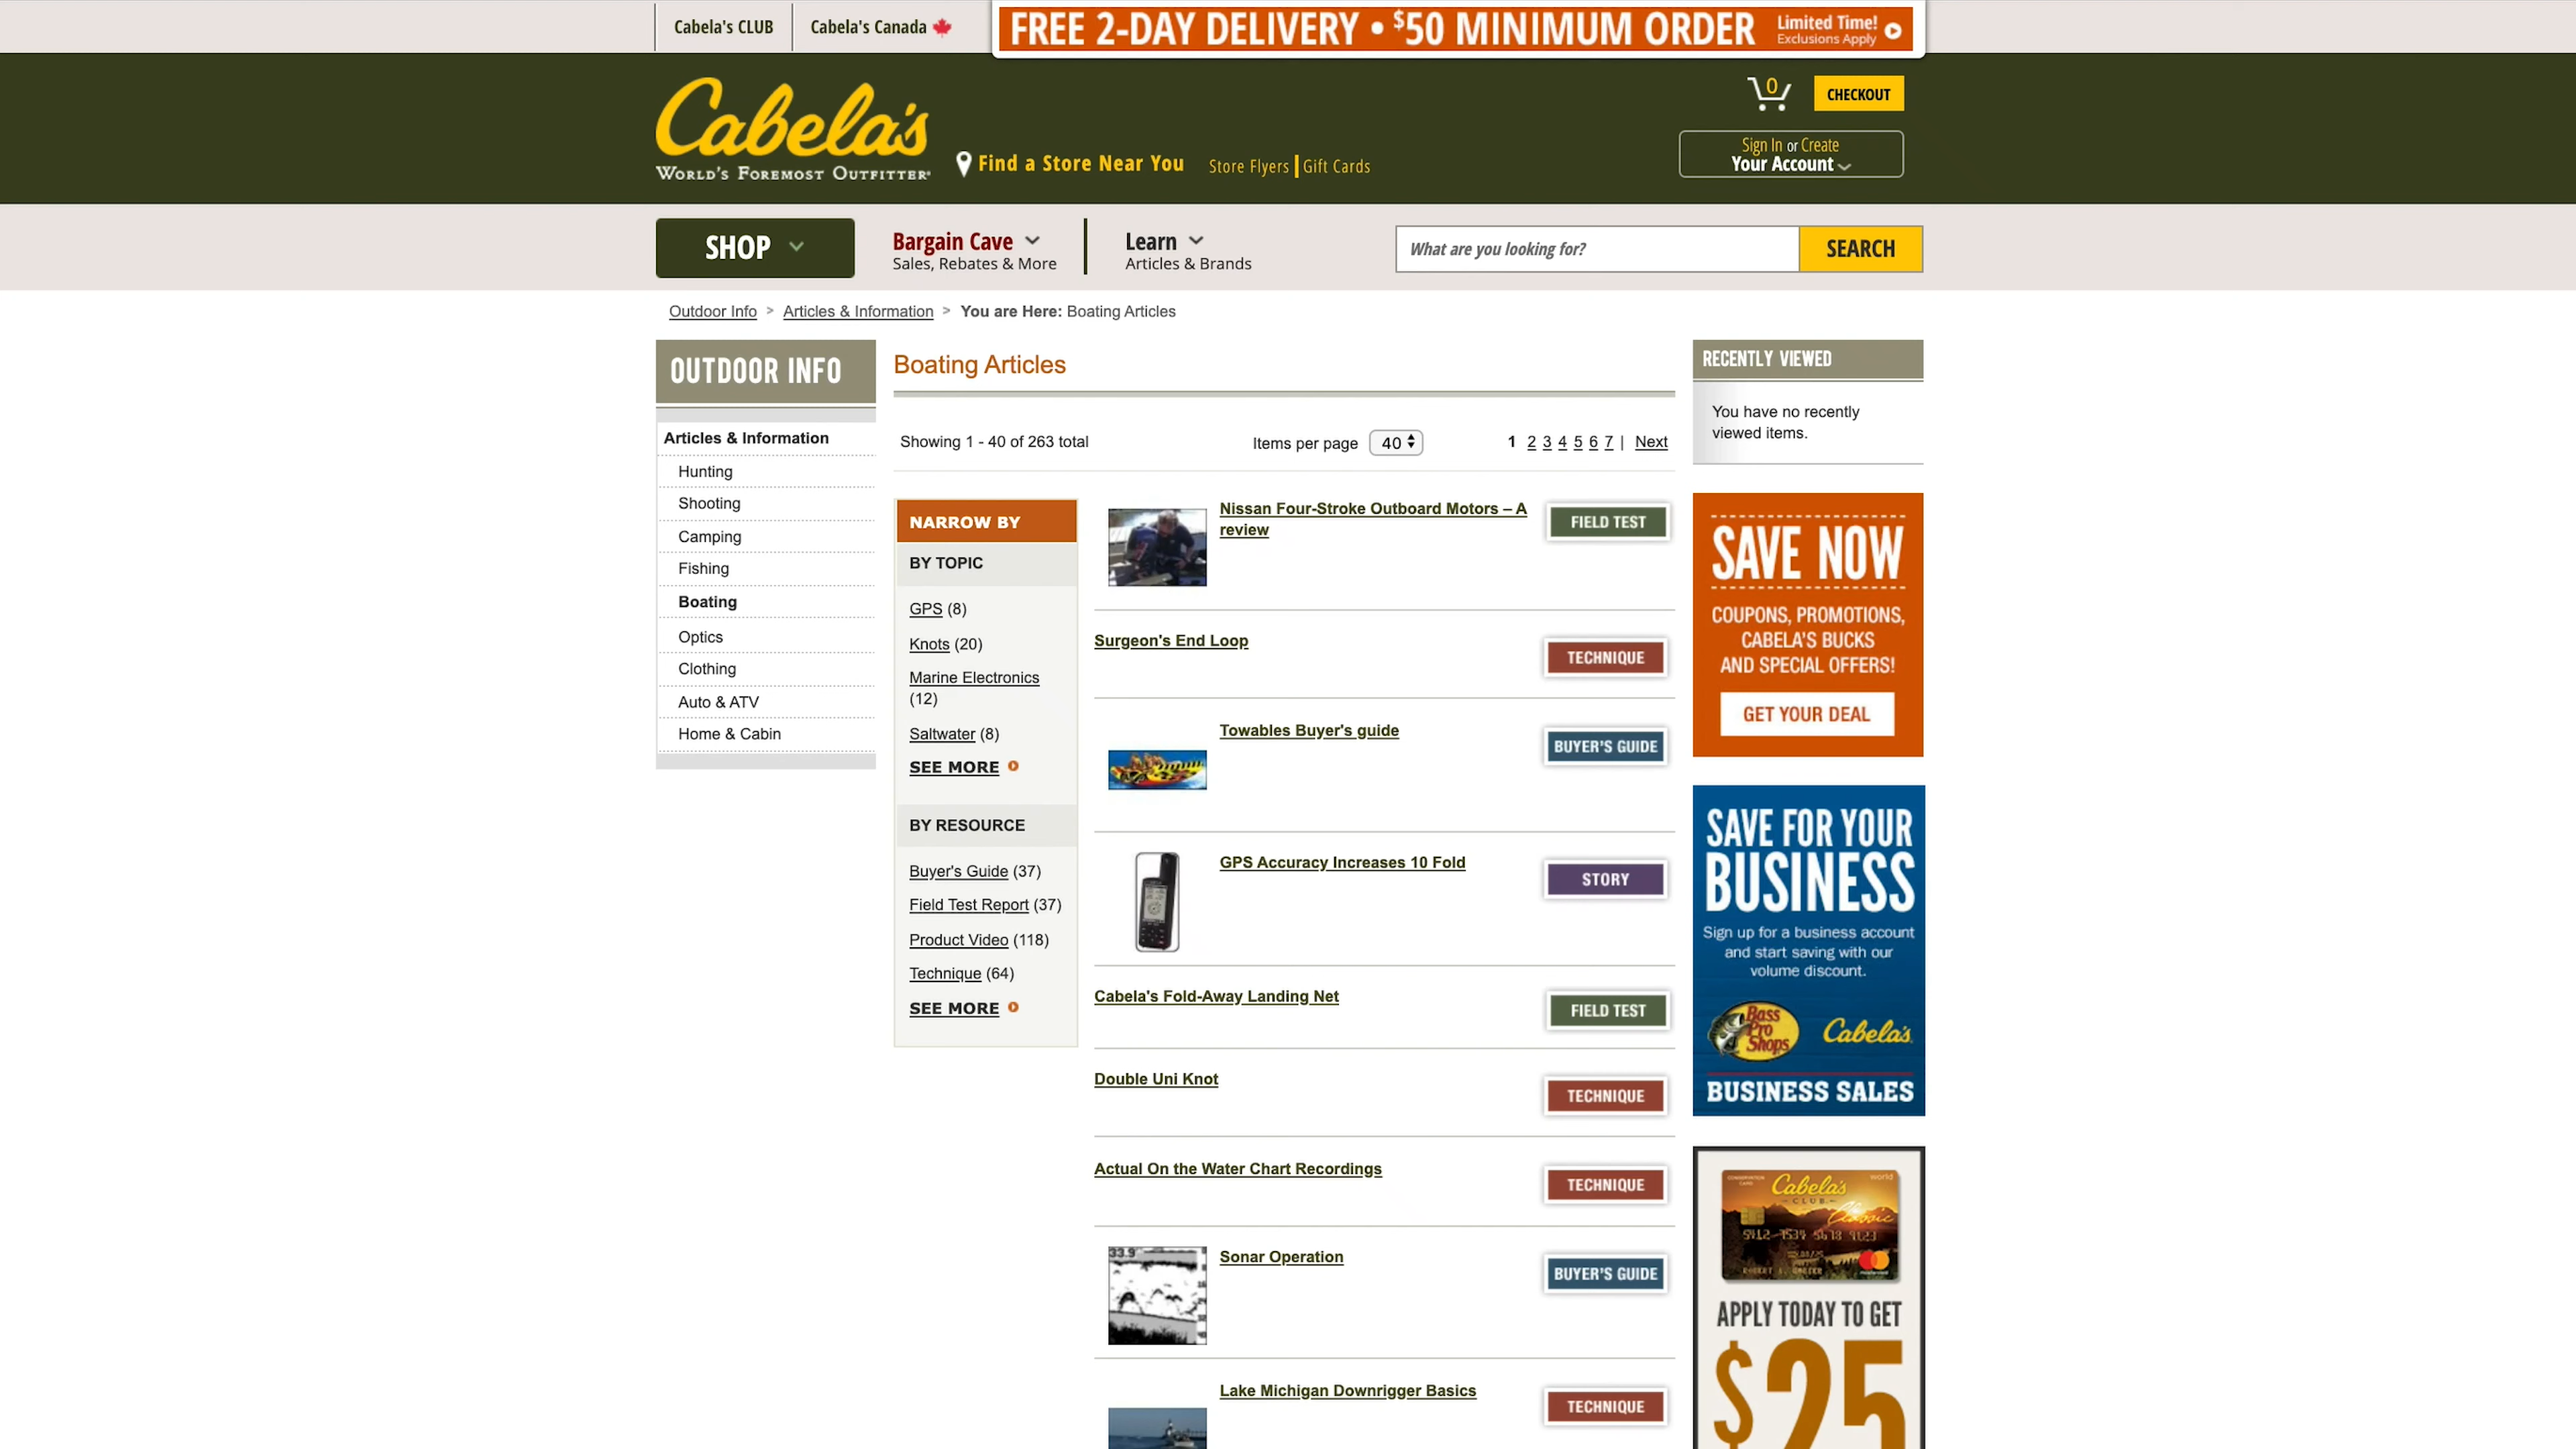 Cabela's CLUB
Cabela's Canada
FREE 2-DAY DELIVERY • $50 MINIMUM ORDER
Limited Time!
Exclusions Apply
Cabela's
WORLD'S FOREMOST OUTFITTER
Find a Store Near You
Store Flyers
Gift Cards
0
CHECKOUT
Sign In or Create
Your Account
SHOP
Bargain Cave
Sales, Rebates & More
Learn
Articles & Brands
What are you looking for?
SEARCH
Outdoor Info > Articles & Information > You are Here: Boating Articles
OUTDOOR INFO
Articles & Information
Hunting
Shooting
Camping
Fishing
Boating
Optics
Clothing
Auto & ATV
Home & Cabin
Boating Articles
Showing 1 - 40 of 263 total
Items per page 40
1 2 3 4 5 6 7 | Next
NARROW BY
BY TOPIC
GPS (8)
Knots (20)
Marine Electronics
(12)
Saltwater (8)
SEE MORE
BY RESOURCE
Buyer's Guide (37)
Field Test Report (37)
Product Video (118)
Technique (64)
SEE MORE
Nissan Four-Stroke Outboard Motors – A
review
FIELD TEST
Surgeon's End Loop
TECHNIQUE
Towables Buyer's guide
BUYER'S GUIDE
GPS Accuracy Increases 10 Fold
STORY
Cabela's Fold-Away Landing Net
FIELD TEST
Double Uni Knot
TECHNIQUE
Actual On the Water Chart Recordings
TECHNIQUE
33.9
Sonar Operation
BUYER'S GUIDE
Lake Michigan Downrigger Basics
TECHNIQUE
RECENTLY VIEWED
You have no recently
viewed items.
SAVE NOW
COUPONS, PROMOTIONS,
CABELA'S BUCKS
AND SPECIAL OFFERS!
GET YOUR DEAL
SAVE FOR YOUR
BUSINESS
Sign up for a business account
and start saving with our
volume discount.
Bass
Pro
Shops
Cabela's
BUSINESS SALES
world
Cabela's
CLUB
Classic
5412 7534 5678 9123
APPLY TODAY TO GET
$25